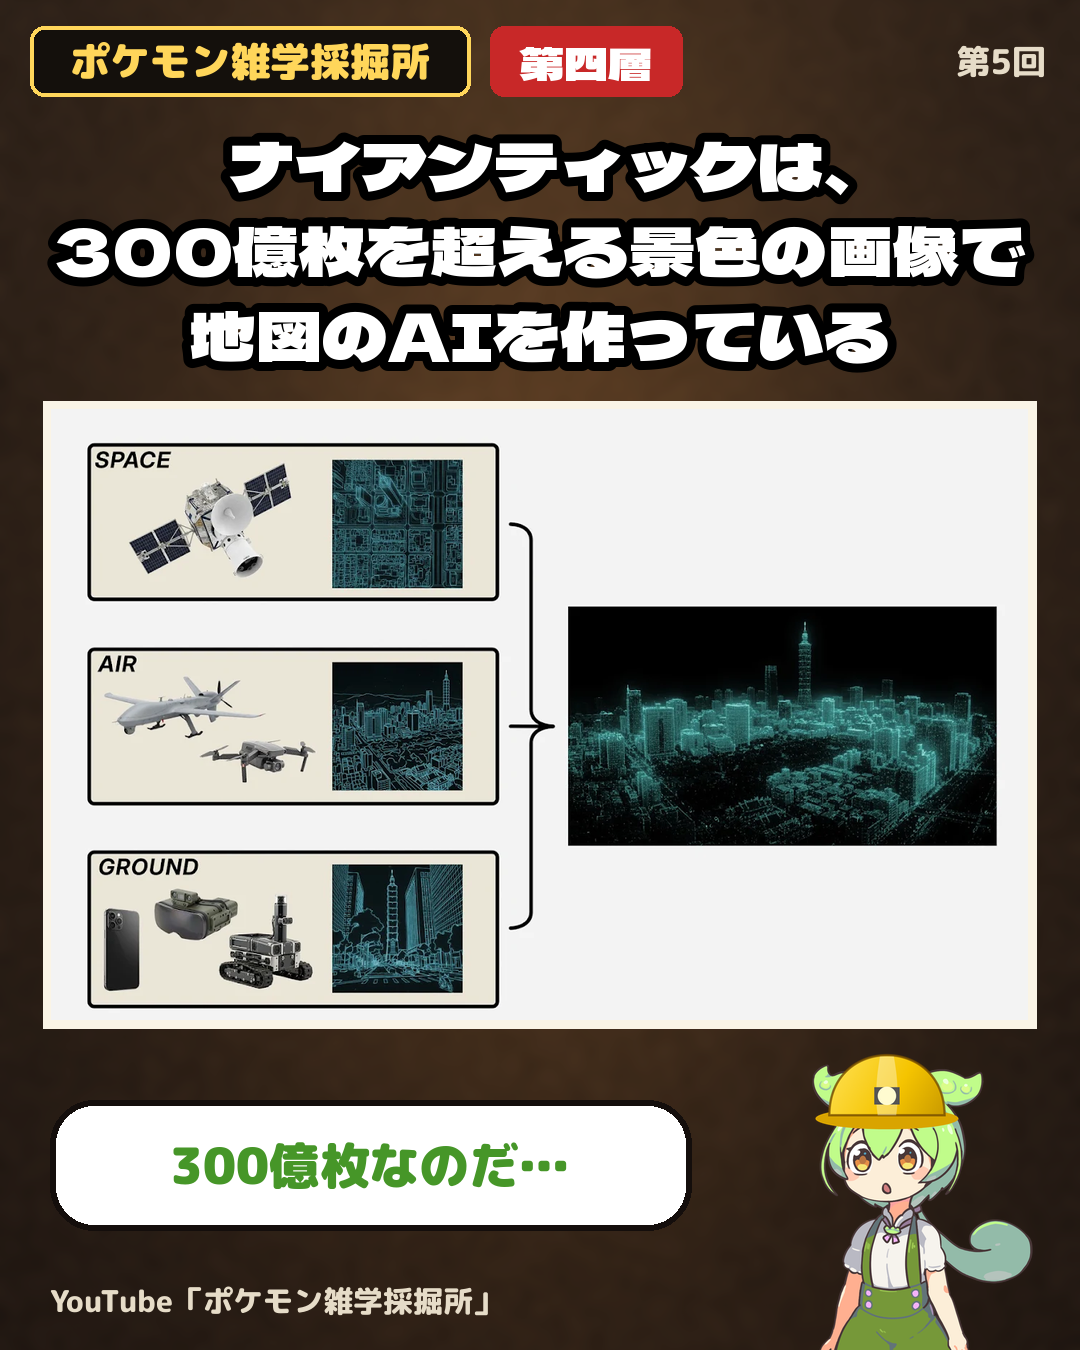 ポケモン雑学採掘所
第四層
第5回
ナイアンティックは、
300億枚を超える景色の画像で
地図のAIを作っている
SPACE
AIR
GROUND
300億枚なのだ…
YouTube「ポケモン雑学採掘所」